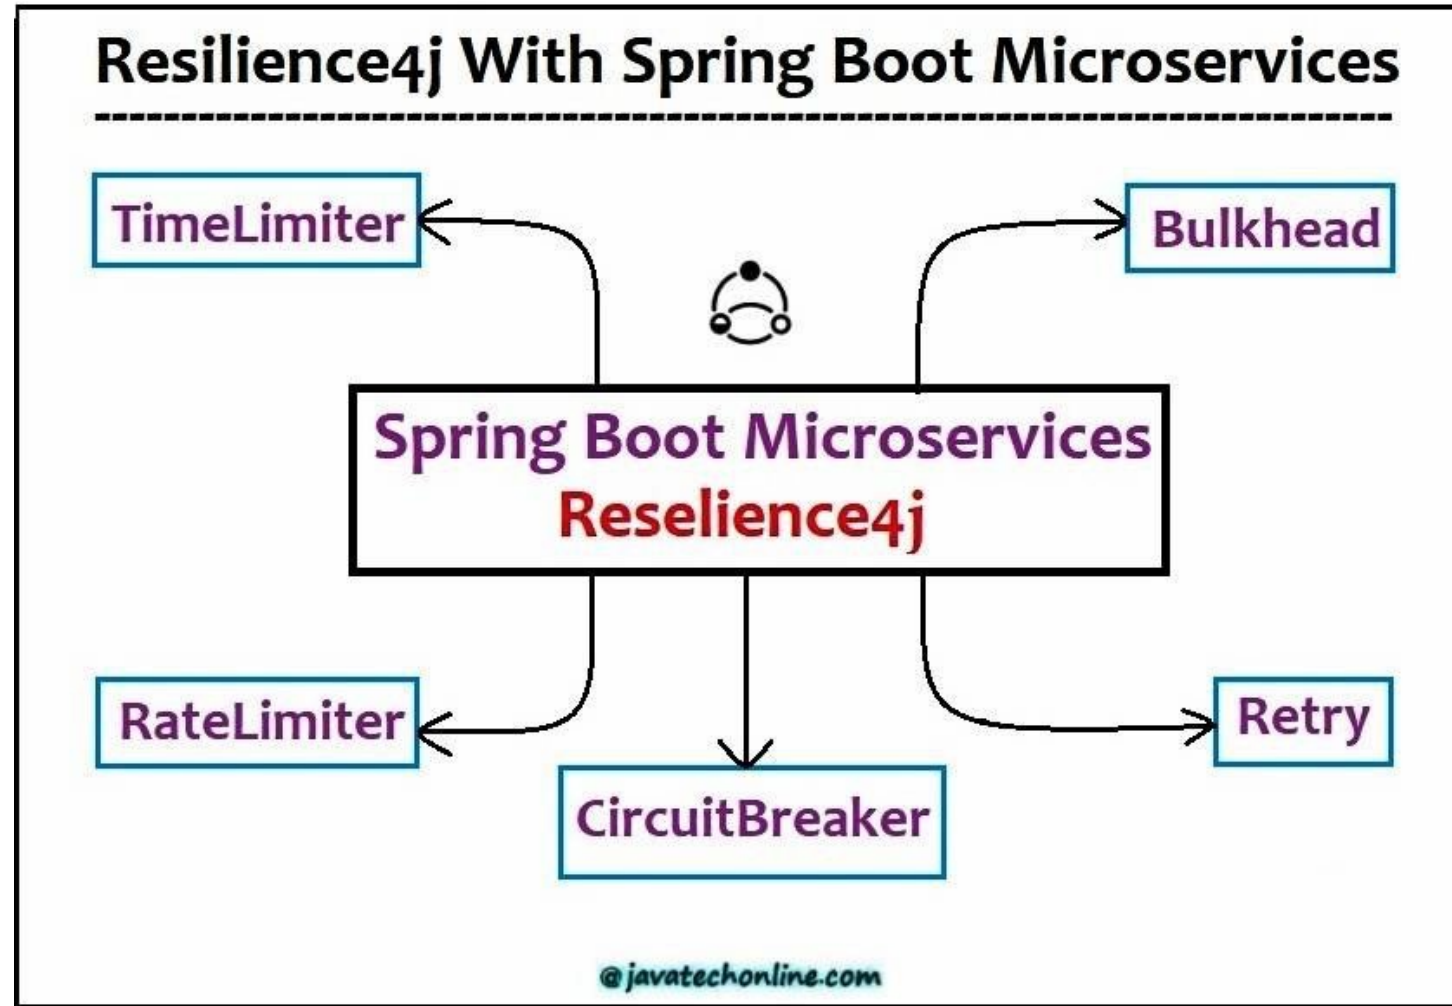 Resilience4j With Spring Boot Microservices
TimeLimiter
Bulkhead
Spring Boot Microservices
Reselience4j
RateLimiter
Retry
CircuitBreaker
@javatechonline.com